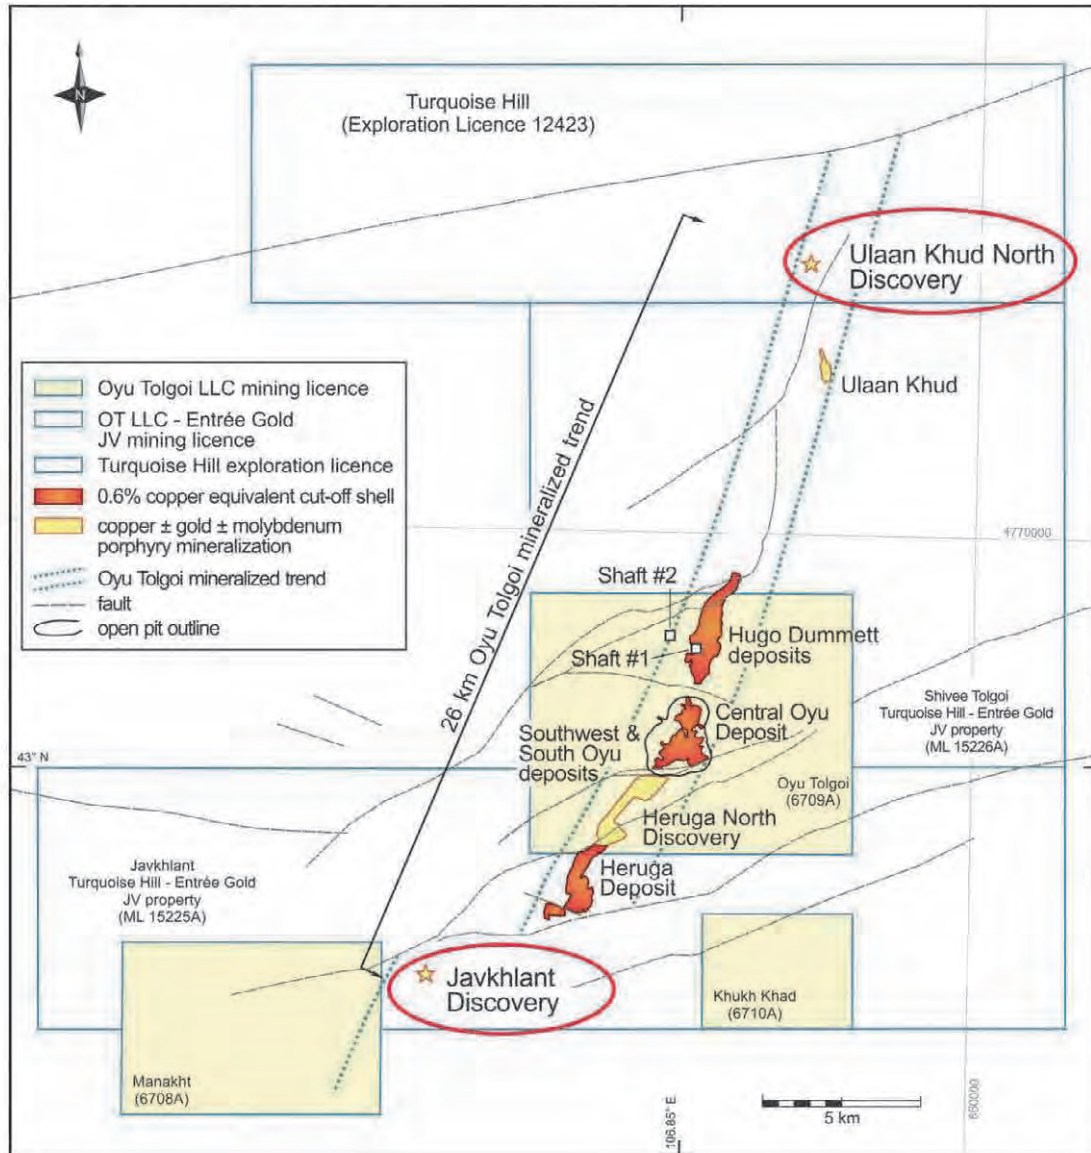 N
Turquoise Hill
(Exploration Licence 12423)
Ulaan Khud North
Discovery
Ulaan Khud
Oyu Tolgoi LLC mining licence
OT LLC - Entrée Gold
JV mining licence
Turquoise Hill exploration licence
0.6% copper equivalent cut-off shell
copper ± gold ± molybdenum
porphyry mineralization
Oyu Tolgoi mineralized trend
fault
open pit outline
26 km Oyu Tolgoi mineralized trend
4770000
Shaft #2
Shaft #1
Hugo Dummett
deposits
Central Oyu
Deposit
Southwest &
South Oyu
deposits
Shivee Tolgoi
Turquoise Hill - Entrée Gold
JV property
(ML 15226A)
43° N
Oyu Tolgoi
(6709A)
Heruga North
Discovery
Heruga
Deposit
Javkhlant
Turquoise Hill - Entrée Gold
JV property
(ML 15225A)
Javkhlant
Discovery
Khukh Khad
(6710A)
Manakht
(6708A)
5 km
106.85° E
660000